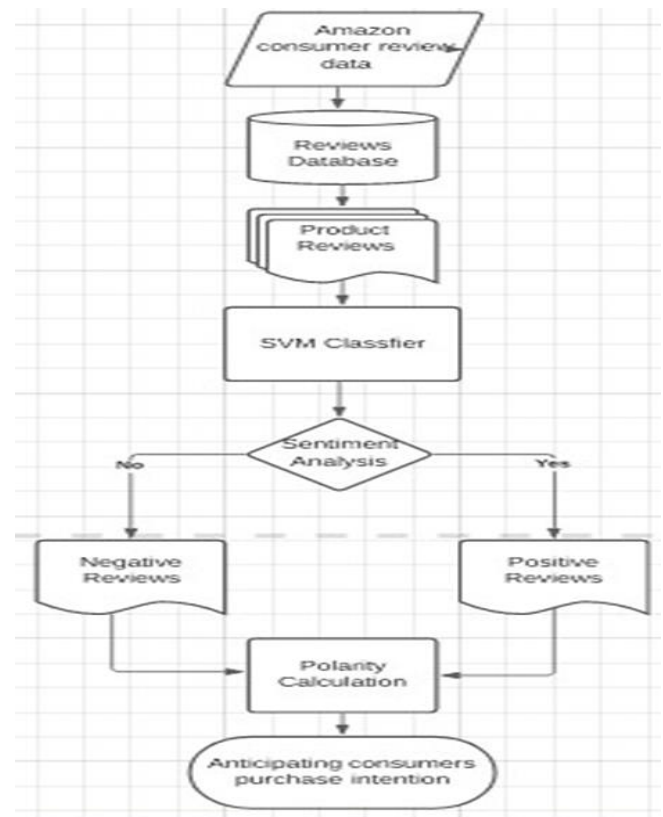 Amazon
consumer review
data
Reviews
Database
Product
Reviews
SVM Classfier
Sentiment
Analysis
No
Yes
Negative
Reviews
Positive
Reviews
Polarity
Calculation
Anticipating consumers
purchase intention